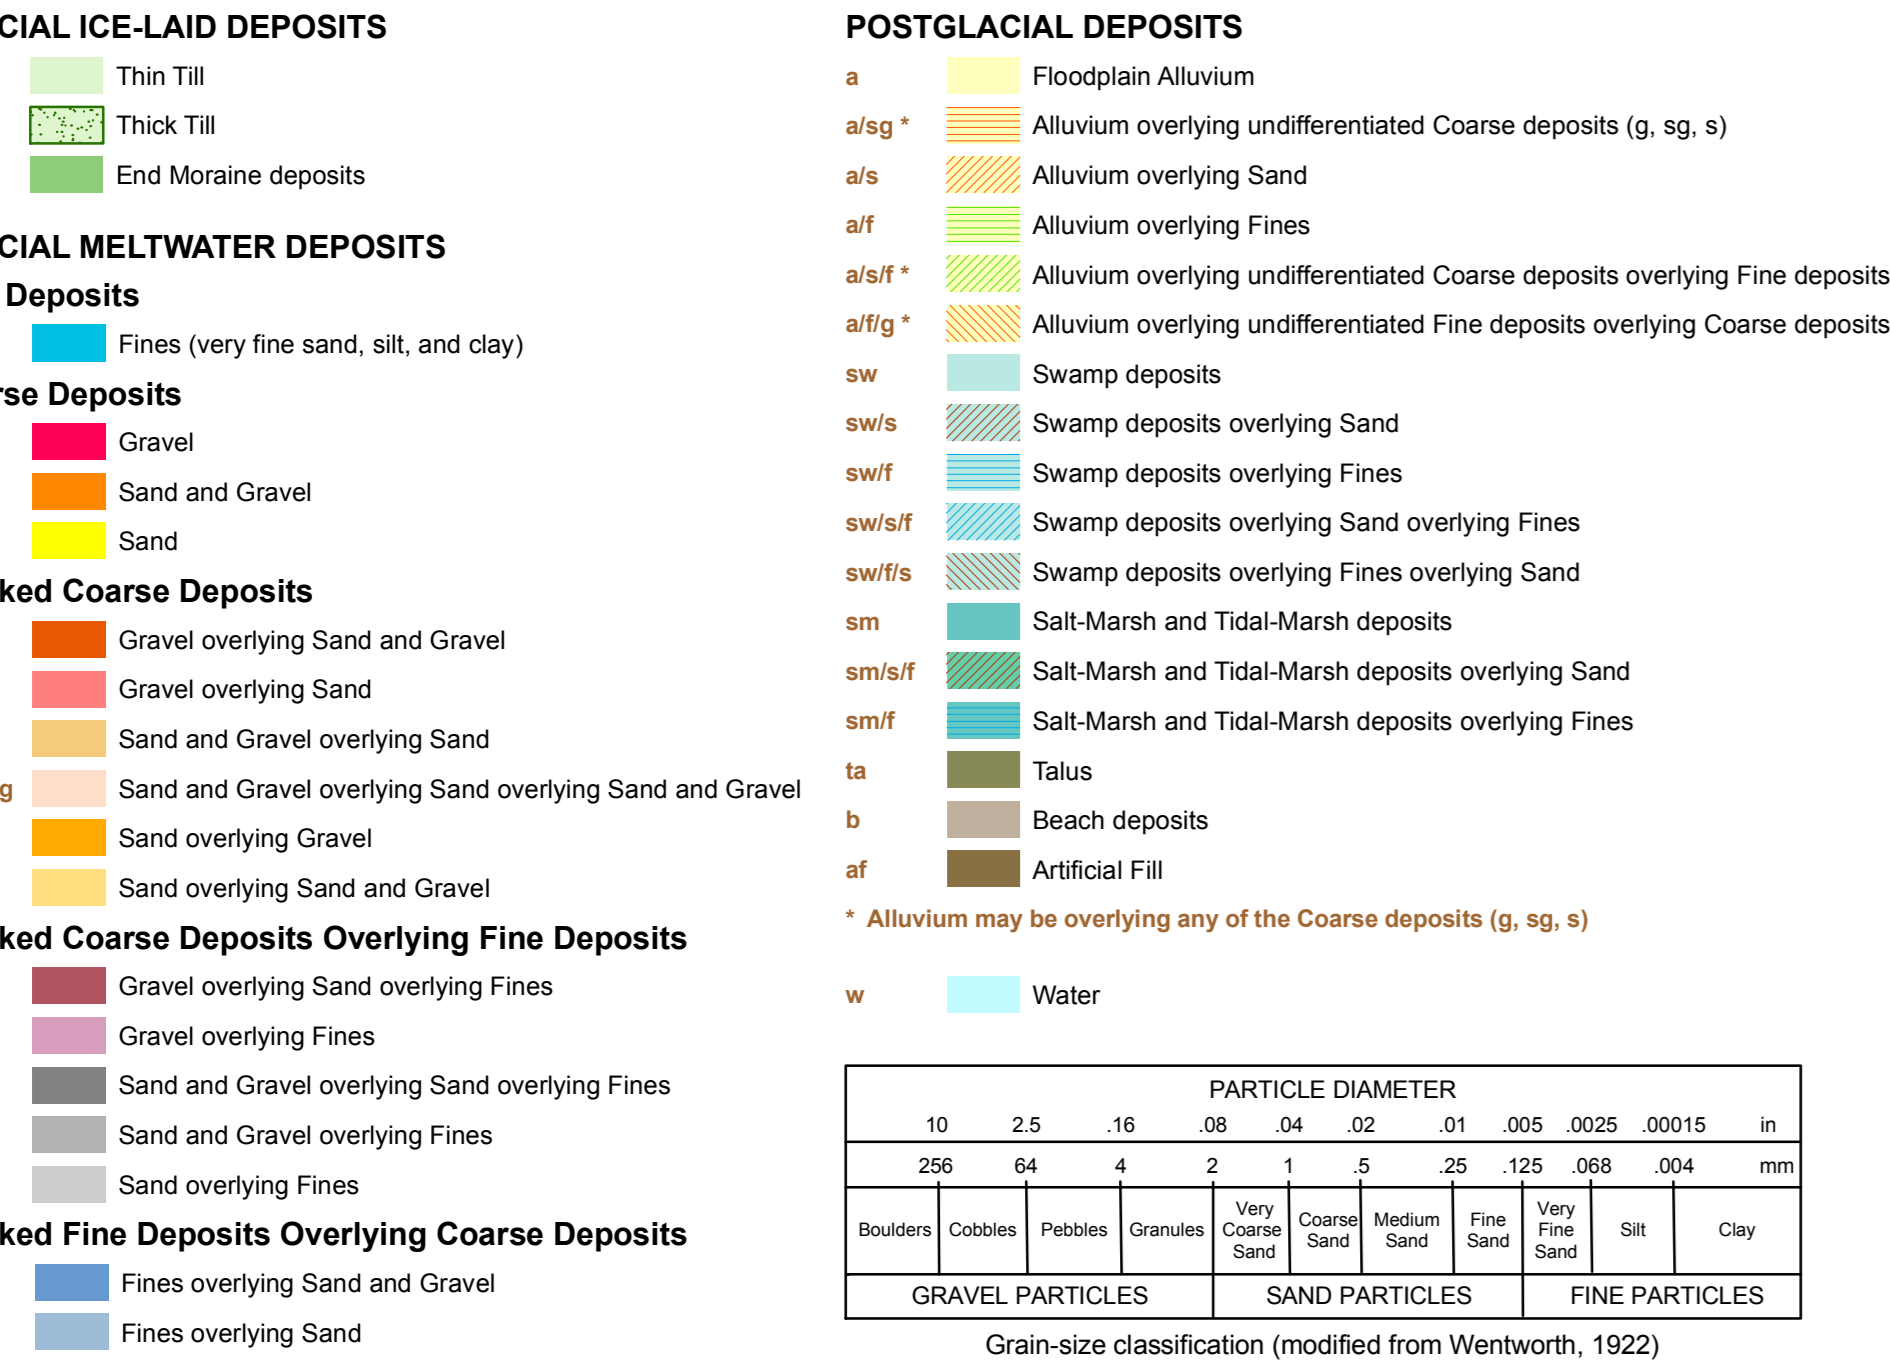 CIAL ICE-LAID DEPOSITS
Thin Till
Thick Till
End Moraine deposits
CIAL MELTWATER DEPOSITS
Deposits
Fines (very fine sand, silt, and clay)
rse Deposits
Gravel
Sand and Gravel
Sand
ked Coarse Deposits
Gravel overlying Sand and Gravel
Gravel overlying Sand
Sand and Gravel overlying Sand
g Sand and Gravel overlying Sand overlying Sand and Gravel
Sand overlying Gravel
Sand overlying Sand and Gravel
ked Coarse Deposits Overlying Fine Deposits
Gravel overlying Sand overlying Fines
Gravel overlying Fines
Sand and Gravel overlying Sand overlying Fines
Sand and Gravel overlying Fines
Sand overlying Fines
ked Fine Deposits Overlying Coarse Deposits
Fines overlying Sand and Gravel
Fines overlying Sand
POSTGLACIAL DEPOSITS
a Floodplain Alluvium
a/sg * Alluvium overlying undifferentiated Coarse deposits (g, sg, s)
a/s Alluvium overlying Sand
a/f Alluvium overlying Fines
a/s/f * Alluvium overlying undifferentiated Coarse deposits overlying Fine deposits
a/f/g * Alluvium overlying undifferentiated Fine deposits overlying Coarse deposits
sw Swamp deposits
sw/s Swamp deposits overlying Sand
sw/f Swamp deposits overlying Fines
sw/s/f Swamp deposits overlying Sand overlying Fines
sw/f/s Swamp deposits overlying Fines overlying Sand
sm Salt-Marsh and Tidal-Marsh deposits
sm/s/f Salt-Marsh and Tidal-Marsh deposits overlying Sand
sm/f Salt-Marsh and Tidal-Marsh deposits overlying Fines
ta Talus
b Beach deposits
af Artificial Fill
* Alluvium may be overlying any of the Coarse deposits (g, sg, s)
w Water
PARTICLE DIAMETER
10 2.5 .16 .08 .04 .02 .01 .005 .0025 .00015 in
256 64 4 2 1 .5 .25 .125 .068 .004 mm
Boulders Cobbles Pebbles Granules Very Coarse Sand Coarse Sand Medium Sand Fine Sand Very Fine Sand Silt Clay
GRAVEL PARTICLES SAND PARTICLES FINE PARTICLES
Grain-size classification (modified from Wentworth, 1922)